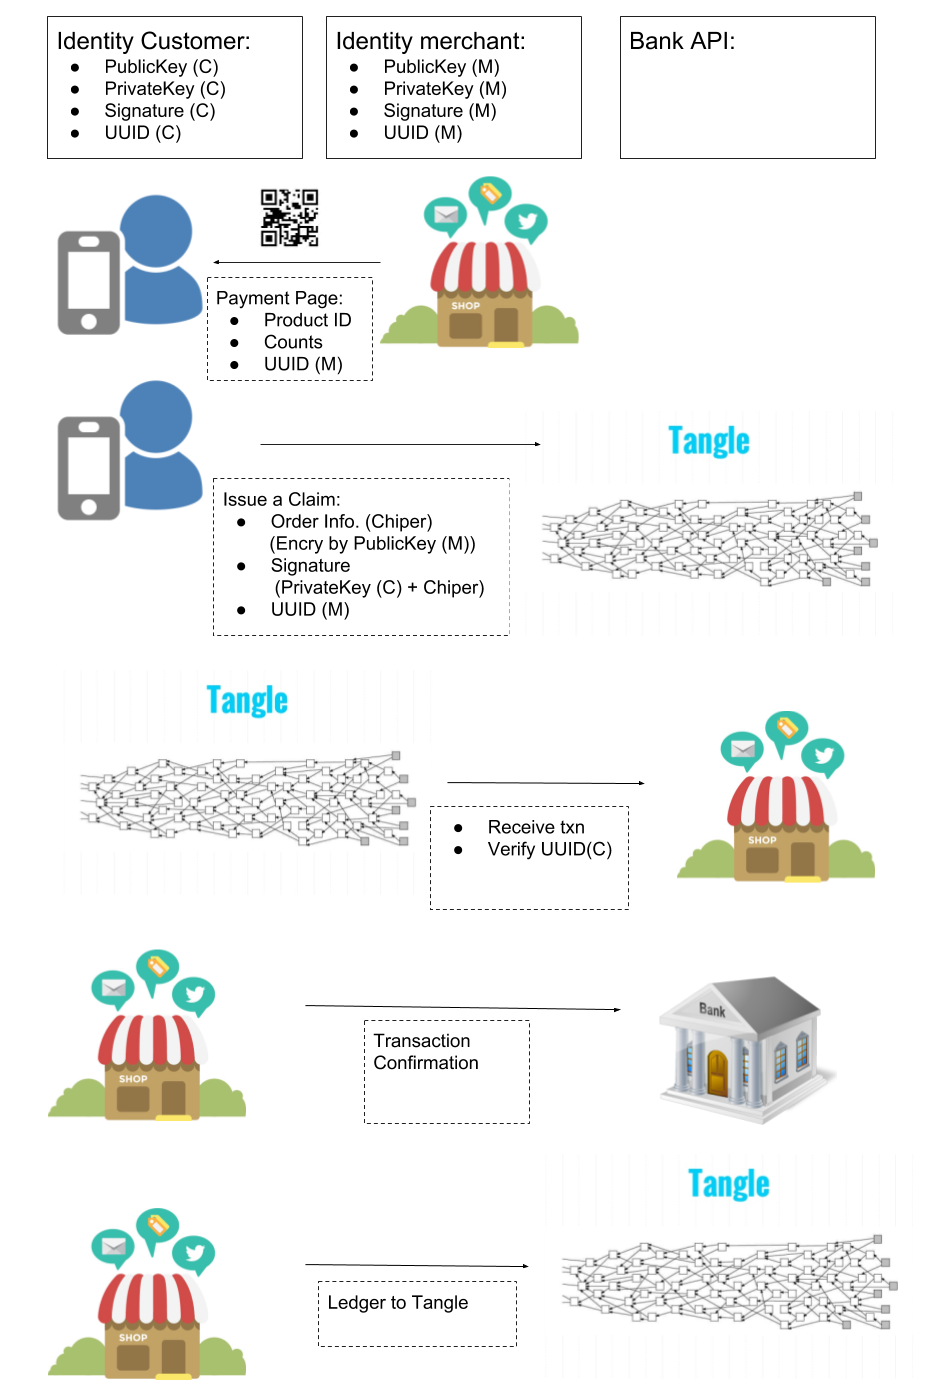 Identity Customer:
● PublicKey (C)
● PrivateKey (C)
● Signature (C)
● UUID (C)
Identity merchant:
● PublicKey (M)
● PrivateKey (M)
● Signature (M)
● UUID (M)
Bank API:
SHOP
Payment Page:
● Product ID
● Counts
● UUID (M)
Tangle
Issue a Claim:
● Order Info. (Chiper)
(Encry by PublicKey (M))
● Signature
(PrivateKey (C) + Chiper)
● UUID (M)
Tangle
● Receive txn
● Verify UUID(C)
SHOP
SHOP
Transaction
Confirmation
Bank
Tangle
SHOP
Ledger to Tangle